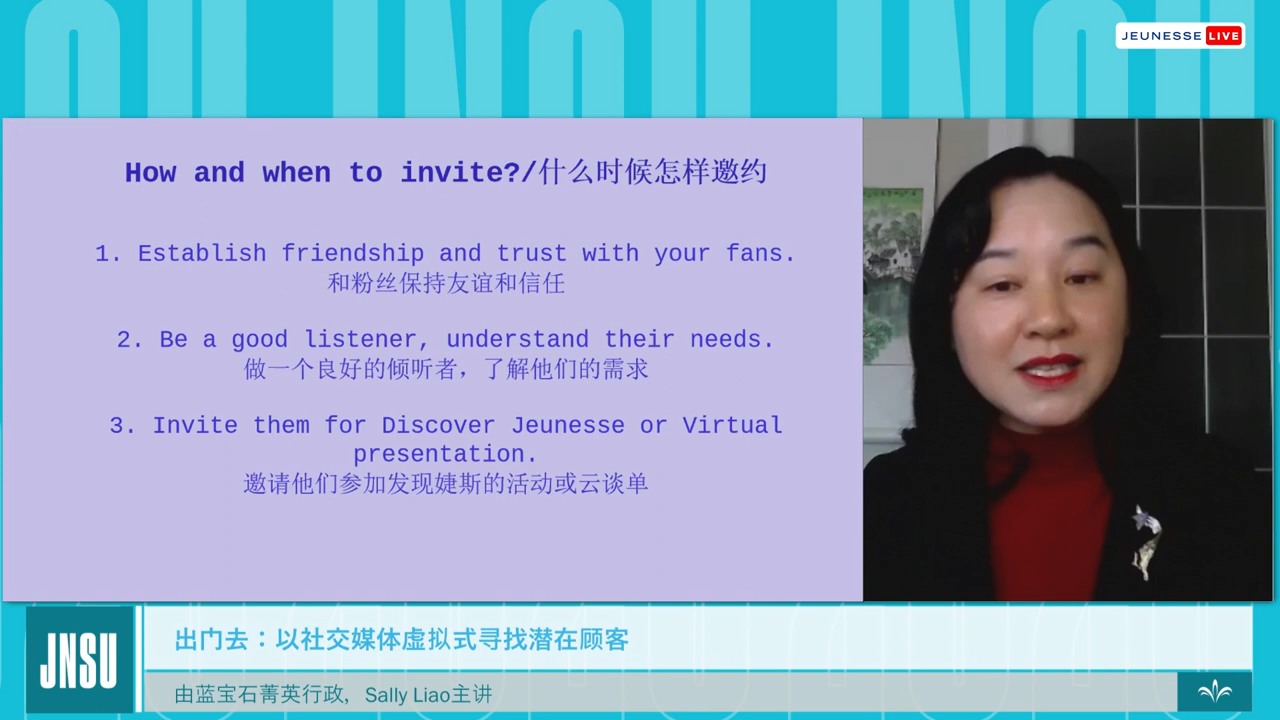 JEUNESSE LIVE
How and when to invite?/什么时候怎样邀约
1. Establish friendship and trust with your fans.
和粉丝保持友谊和信任
2. Be a good listener, understand their needs.
做一个良好的倾听者，了解他们的需求
3. Invite them for Discover Jeunesse or Virtual
presentation.
邀请他们参加发现婕斯的活动或云谈单
JNSU
出门去：以社交媒体虚拟式寻找潜在顾客
由蓝宝石菁英行政，Sally Liao主讲